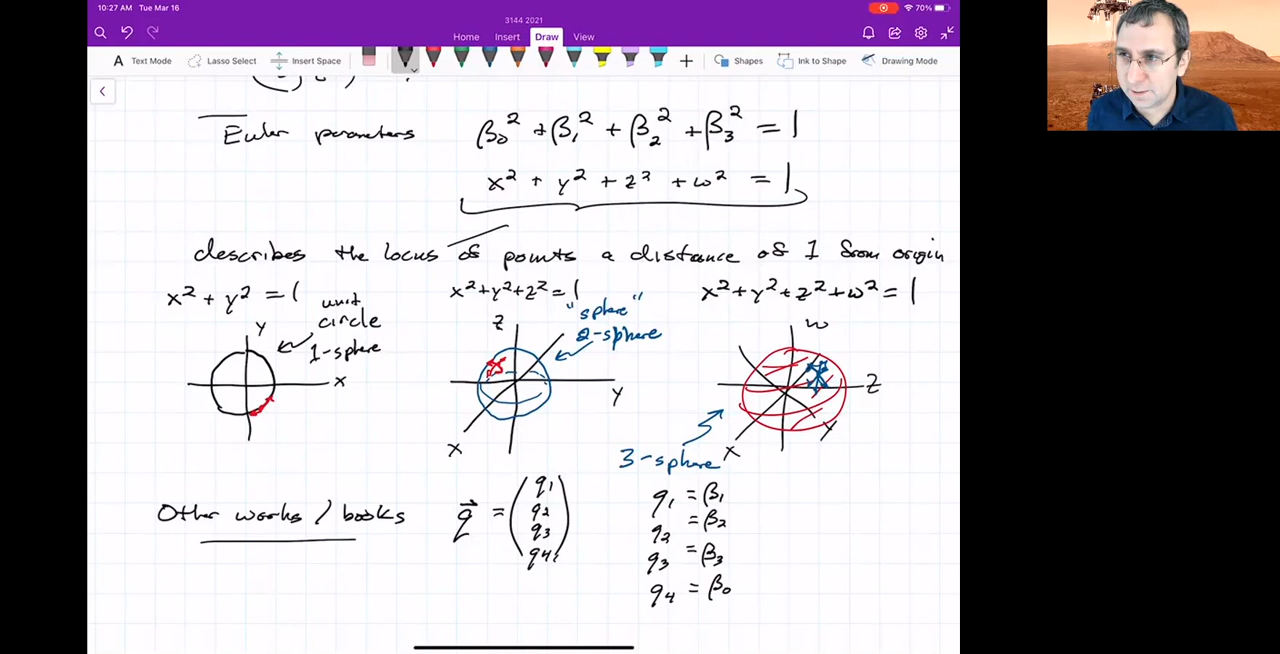 10:27 AM Tue Mar 16
70%
3144 2021
Home Insert Draw View
Text Mode Lasso Select Insert Space Shapes Ink to Shape Drawing Mode
Euler parameters β₀² + β₁² + β₂² + β₃² = 1
x² + y² + z² + w² = 1
describes the locus of points a distance of 1 from origin
x² + y² = 1 x² + y² + z² = 1 x² + y² + z² + w² = 1
unit circle
1-sphere
y
x
"sphere"
2-sphere
z
y
x
w
z
y
x
3-sphere
Other works / books q⃗ = (q₁ q₂ q₃ q₄)
q₁ = β₁
q₂ = β₂
q₃ = β₃
q₄ = β₀